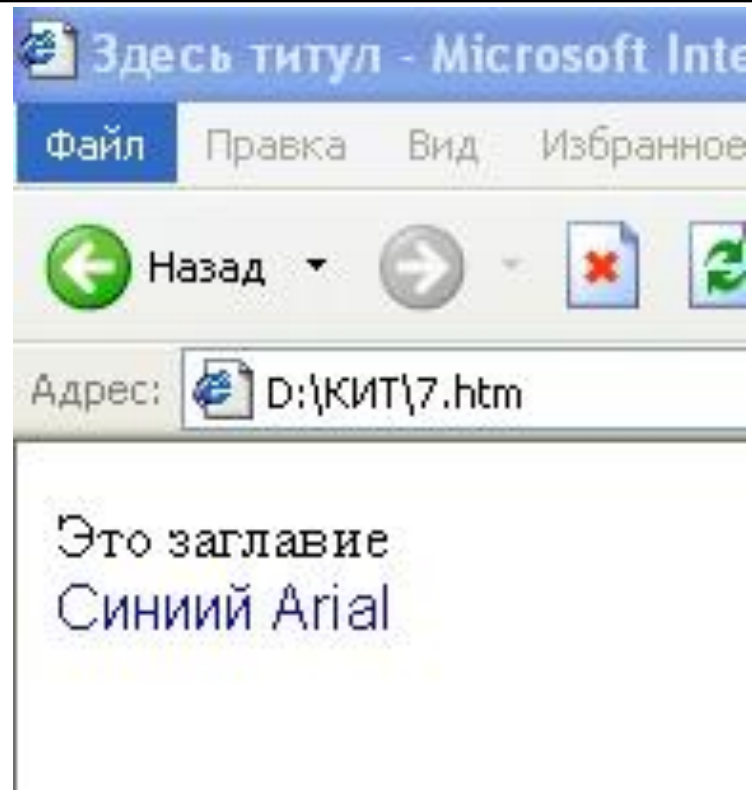 Здесь титул - Microsoft Inte
Файл Правка Вид Избранное
Назад
Адрес: D:\КИТ\7.htm
Это заглавие
Синиий Arial